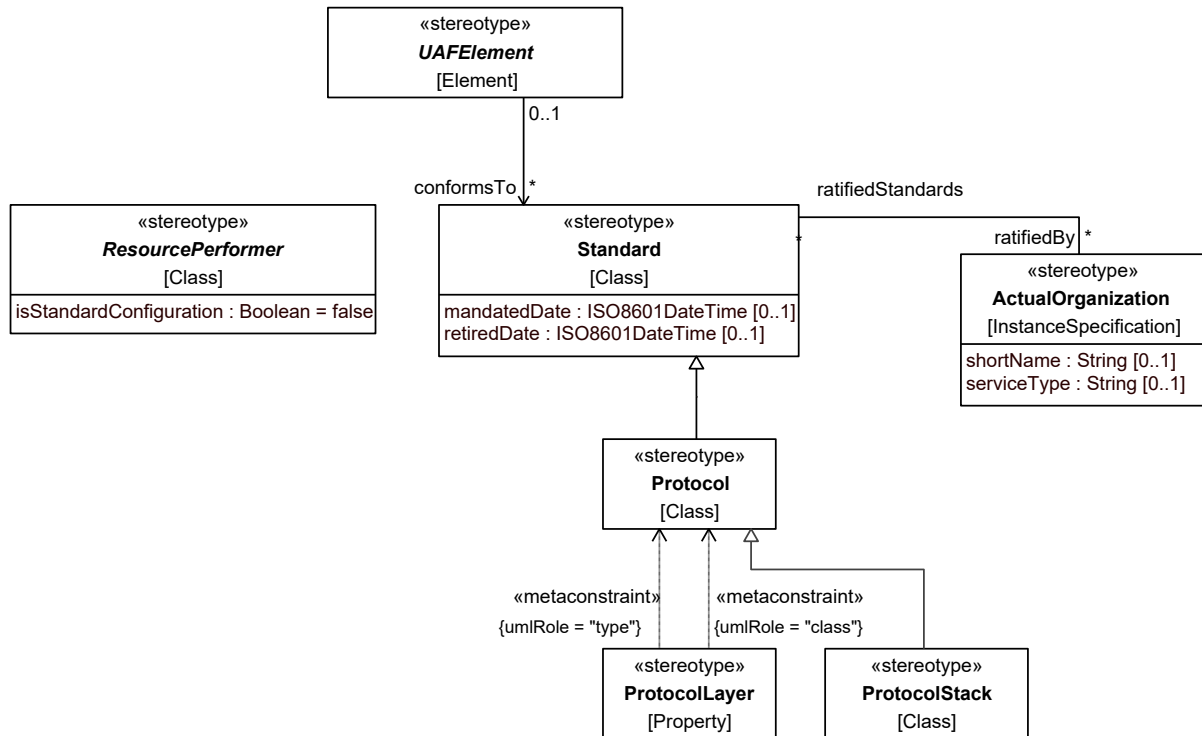 «stereotype»
UAFElement
[Element]
0..1
conformsTo *
«stereotype»
ResourcePerformer
[Class]
isStandardConfiguration : Boolean = false
«stereotype»
Standard
[Class]
mandatedDate : ISO8601DateTime [0..1]
retiredDate : ISO8601DateTime [0..1]
ratifiedStandards
*
ratifiedBy *
«stereotype»
ActualOrganization
[InstanceSpecification]
shortName : String [0..1]
serviceType : String [0..1]
«stereotype»
Protocol
[Class]
«metaconstraint»
{umlRole = "type"}
«metaconstraint»
{umlRole = "class"}
«stereotype»
ProtocolLayer
[Property]
«stereotype»
ProtocolStack
[Class]